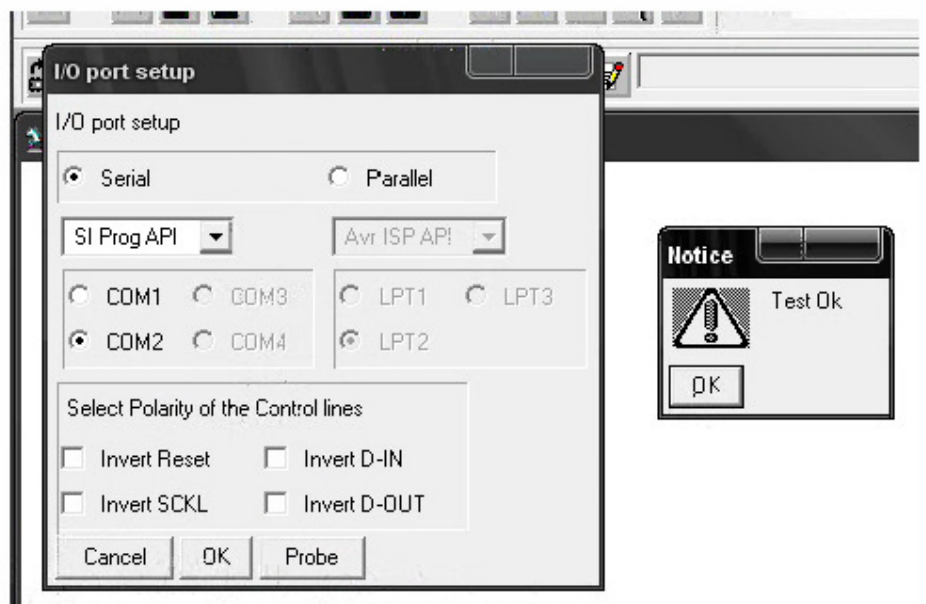 I/O port setup
I/O port setup
Serial Parallel
SI Prog API Avr ISP API
COM1 COM3 LPT1 LPT3
COM2 COM4 LPT2
Select Polarity of the Control lines
Invert Reset Invert D-IN
Invert SCKL Invert D-OUT
Cancel OK Probe
Notice
Test Ok
OK